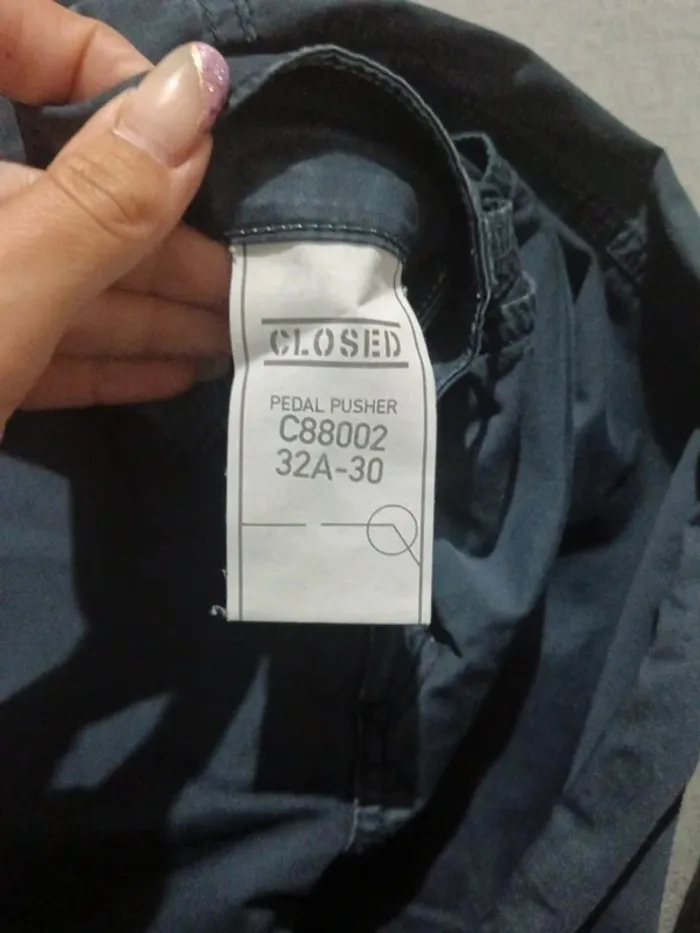 CLOSED
PEDAL PUSHER
C88002
32A-30